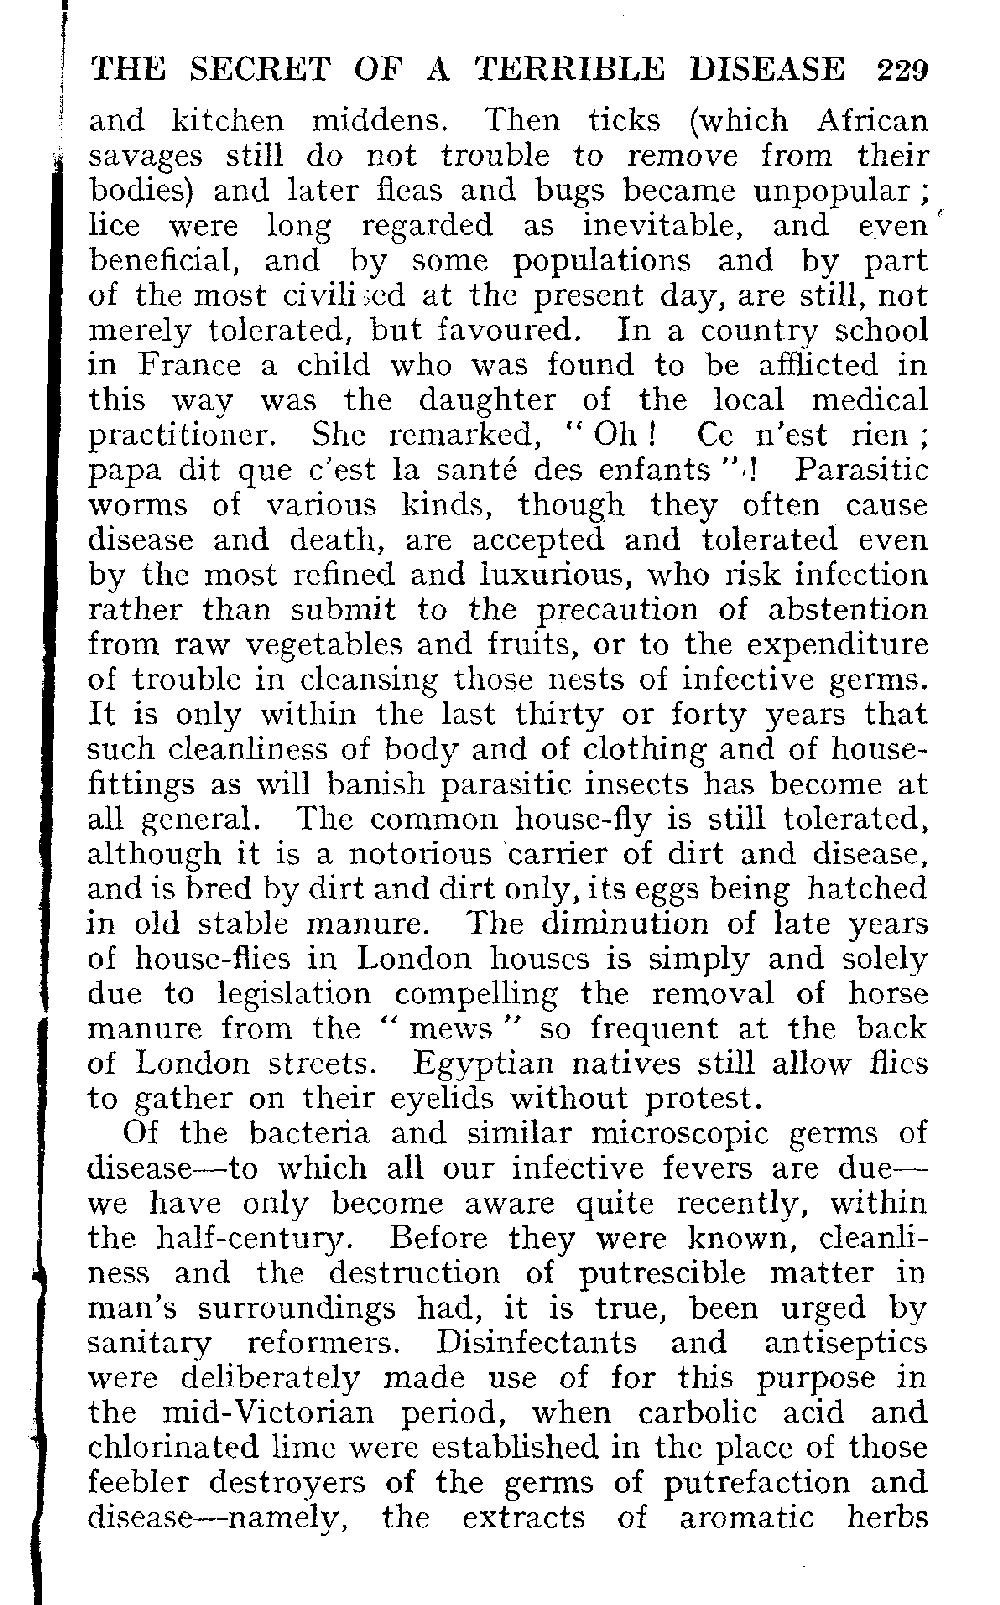 THE SECRET OF A TERRIBLE DISEASE 229
and kitchen middens. Then ticks (which African
savages still do not trouble to remove from their
bodies) and later fleas and bugs became unpopular ;
lice were long regarded as inevitable, and even
beneficial, and by some populations and by part
of the most civilised at the present day, are still, not
merely tolerated, but favoured. In a country school
in France a child who was found to be afflicted in
this way was the daughter of the local medical
practitioner. She remarked, “ Oh ! Ce n'est rien ;
papa dit que c'est la santé des enfants ” ! Parasitic
worms of various kinds, though they often cause
disease and death, are accepted and tolerated even
by the most refined and luxurious, who risk infection
rather than submit to the precaution of abstention
from raw vegetables and fruits, or to the expenditure
of trouble in cleansing those nests of infective germs.
It is only within the last thirty or forty years that
such cleanliness of body and of clothing and of house-
fittings as will banish parasitic insects has become at
all general. The common house-fly is still tolerated,
although it is a notorious carrier of dirt and disease,
and is bred by dirt and dirt only, its eggs being hatched
in old stable manure. The diminution of late years
of house-flies in London houses is simply and solely
due to legislation compelling the removal of horse
manure from the “ mews ” so frequent at the back
of London streets. Egyptian natives still allow flies
to gather on their eyelids without protest.
Of the bacteria and similar microscopic germs of
disease—to which all our infective fevers are due—
we have only become aware quite recently, within
the half-century. Before they were known, cleanli-
ness and the destruction of putrescible matter in
man's surroundings had, it is true, been urged by
sanitary reformers. Disinfectants and antiseptics
were deliberately made use of for this purpose in
the mid-Victorian period, when carbolic acid and
chlorinated lime were established in the place of those
feebler destroyers of the germs of putrefaction and
disease—namely, the extracts of aromatic herbs